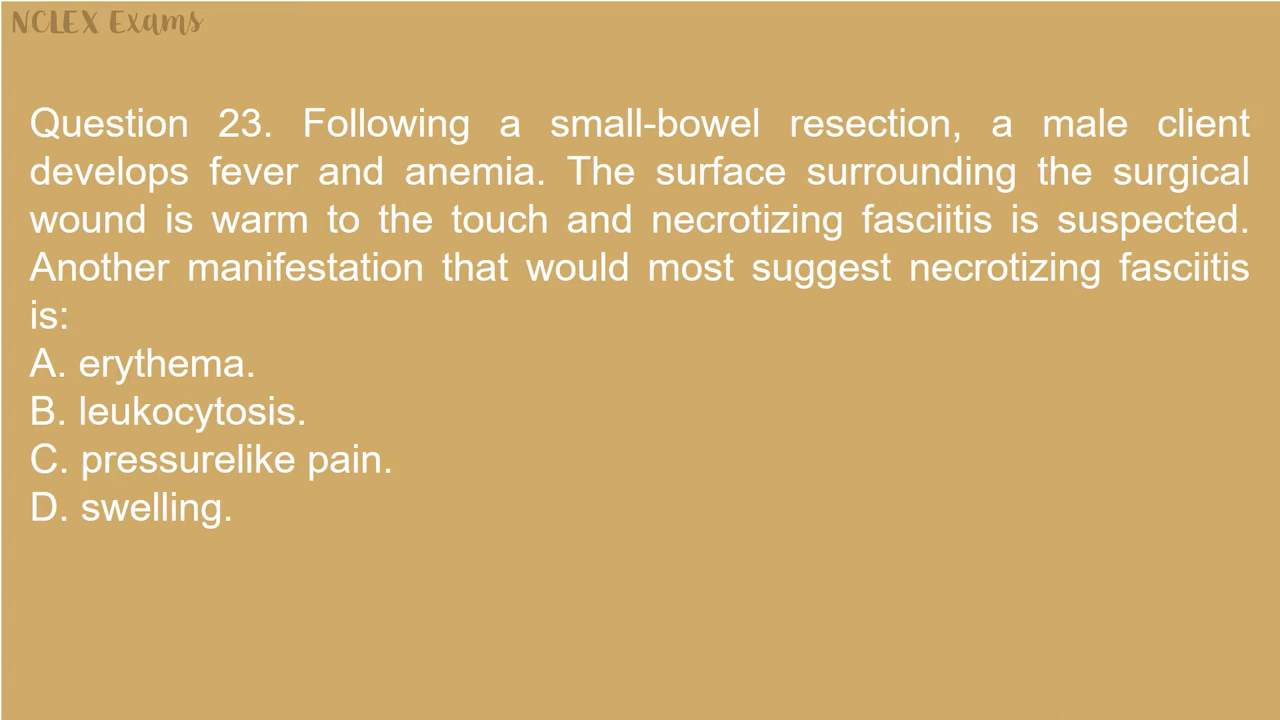 NCLEX Exams
Question 23. Following a small-bowel resection, a male client
develops fever and anemia. The surface surrounding the surgical
wound is warm to the touch and necrotizing fasciitis is suspected.
Another manifestation that would most suggest necrotizing fasciitis
is:
A. erythema.
B. leukocytosis.
C. pressurelike pain.
D. swelling.